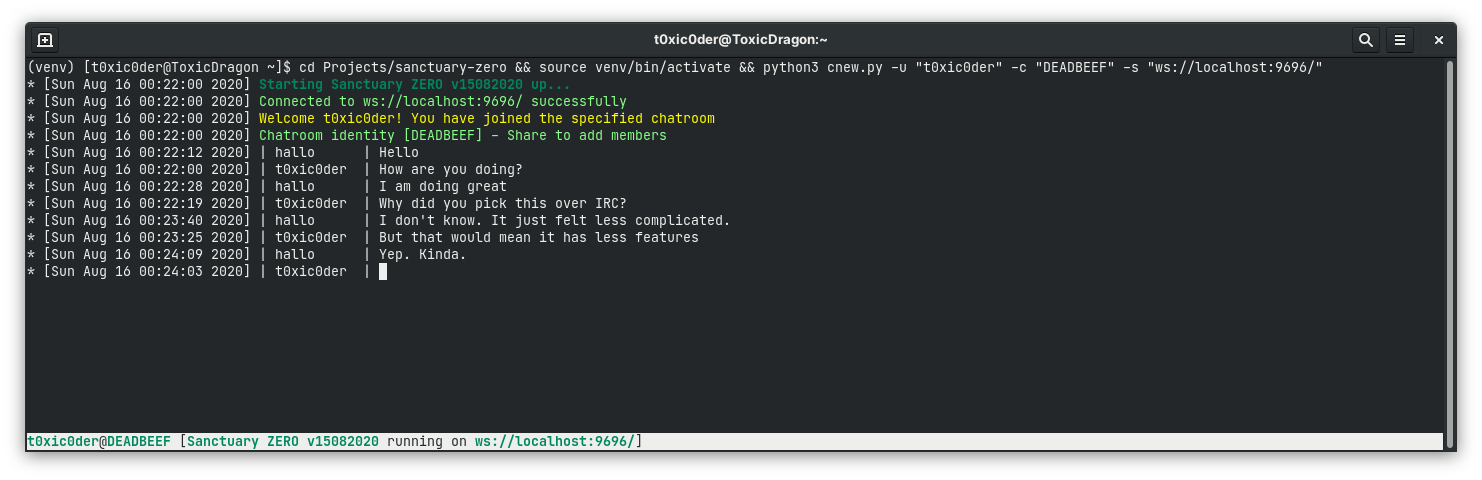 t0xic0der@ToxicDragon:~
(venv) [t0xic0der@ToxicDragon ~]$ cd Projects/sanctuary-zero && source venv/bin/activate && python3 cnew.py -u "t0xic0der" -c "DEADBEEF" -s "ws://localhost:9696/"
* [Sun Aug 16 00:22:00 2020] Starting Sanctuary ZERO v15082020 up...
* [Sun Aug 16 00:22:00 2020] Connected to ws://localhost:9696/ successfully
* [Sun Aug 16 00:22:00 2020] Welcome t0xic0der! You have joined the specified chatroom
* [Sun Aug 16 00:22:00 2020] Chatroom identity [DEADBEEF] - Share to add members
* [Sun Aug 16 00:22:12 2020] | hallo      | Hello
* [Sun Aug 16 00:22:00 2020] | t0xic0der  | How are you doing?
* [Sun Aug 16 00:22:28 2020] | hallo      | I am doing great
* [Sun Aug 16 00:22:19 2020] | t0xic0der  | Why did you pick this over IRC?
* [Sun Aug 16 00:23:40 2020] | hallo      | I don't know. It just felt less complicated.
* [Sun Aug 16 00:23:25 2020] | t0xic0der  | But that would mean it has less features
* [Sun Aug 16 00:24:09 2020] | hallo      | Yep. Kinda.
* [Sun Aug 16 00:24:03 2020] | t0xic0der  |
t0xic0der@DEADBEEF [Sanctuary ZERO v15082020 running on ws://localhost:9696/]